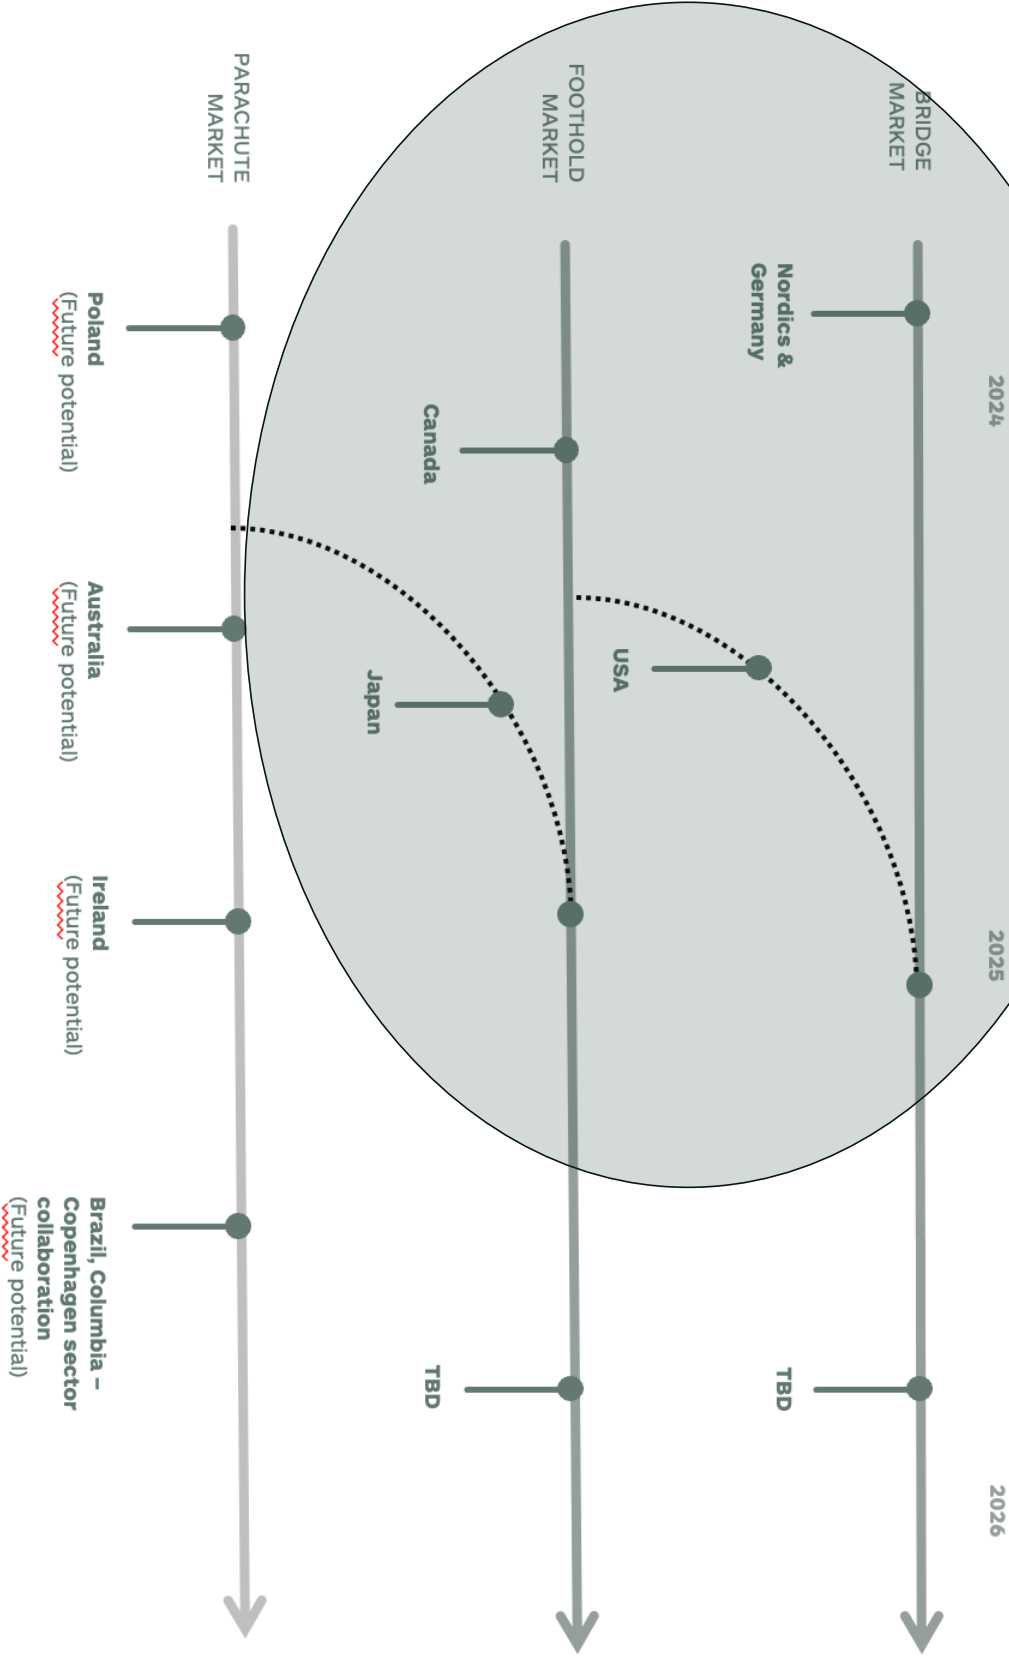 2024
2025
2026
BRIDGE
MARKET
Nordics &
Germany
TBD
FOOTHOLD
MARKET
Canada
USA
Japan
TBD
PARACHUTE
MARKET
Poland
(Future potential)
Australia
(Future potential)
Ireland
(Future potential)
Brazil, Columbia –
Copenhagen sector
collaboration
(Future potential)